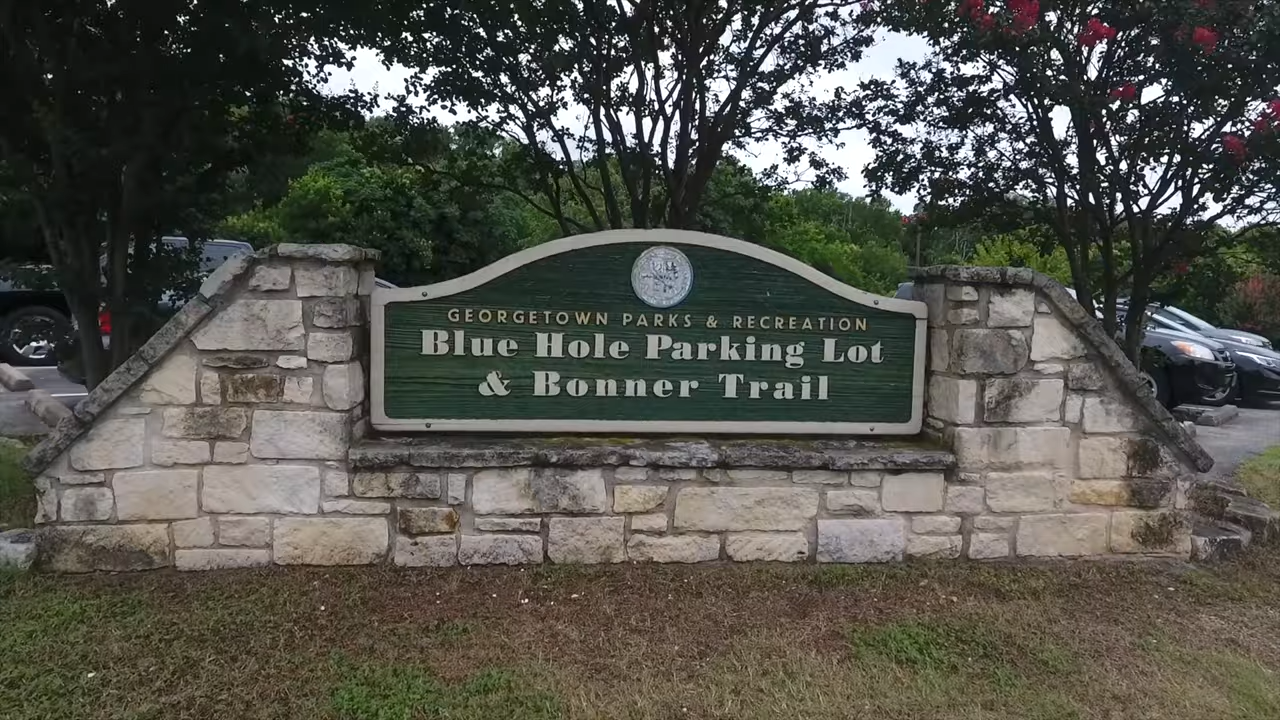 GEORGETOWN PARKS & RECREATION
Blue Hole Parking Lot
& Bonner Trail